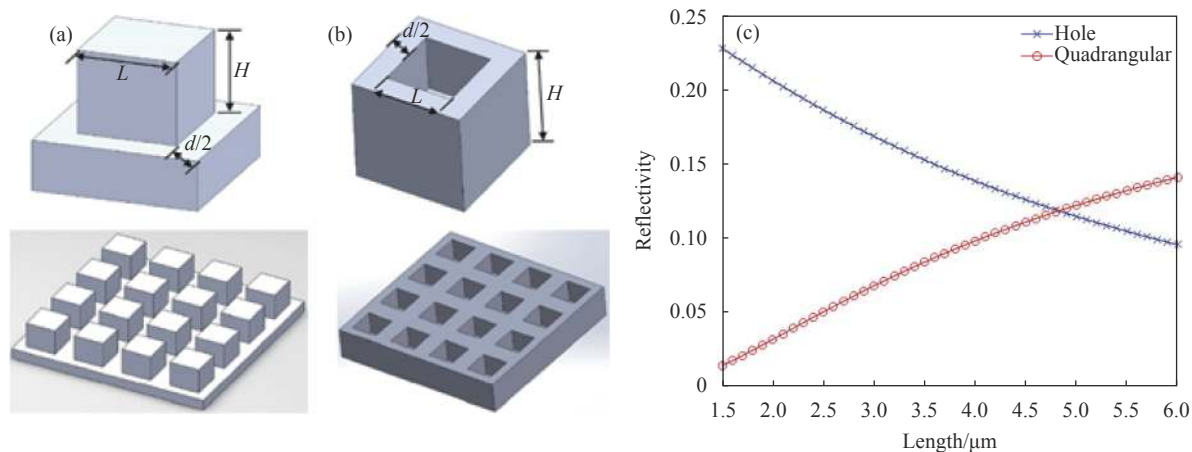 (a)
L
H
d/2
(b)
d/2
L
H
(c)
Hole
Quadrangular
0.25
0.20
0.15
0.10
0.05
0
Reflectivity
1.5 2.0 2.5 3.0 3.5 4.0 4.5 5.0 5.5 6.0
Length/μm